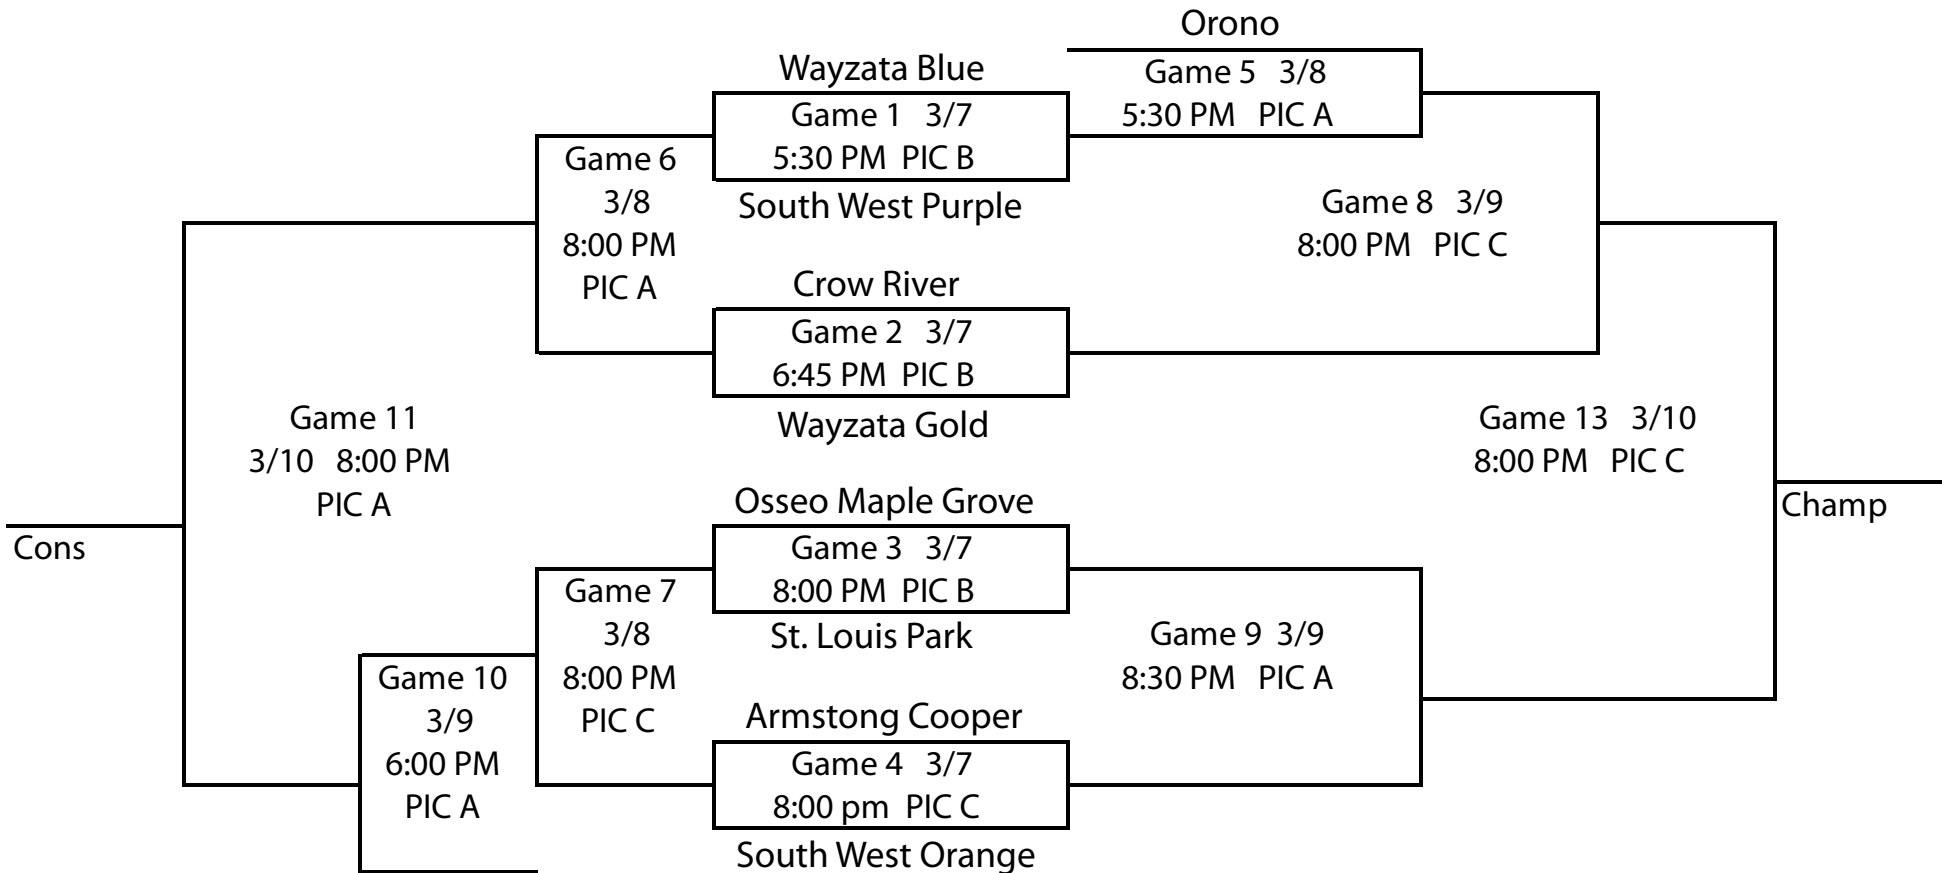 Orono
Wayzata Blue
Game 5 3/8
5:30 PM PIC A
Game 1 3/7
5:30 PM PIC B
South West Purple
Game 6
3/8
8:00 PM
PIC A
Game 8 3/9
8:00 PM PIC C
Crow River
Game 2 3/7
6:45 PM PIC B
Wayzata Gold
Game 11
3/10 8:00 PM
PIC A
Game 13 3/10
8:00 PM PIC C
Cons
Champ
Osseo Maple Grove
Game 3 3/7
8:00 PM PIC B
St. Louis Park
Game 7
3/8
8:00 PM
PIC C
Game 9 3/9
8:30 PM PIC A
Game 10
3/9
6:00 PM
PIC A
Armstong Cooper
Game 4 3/7
8:00 pm PIC C
South West Orange